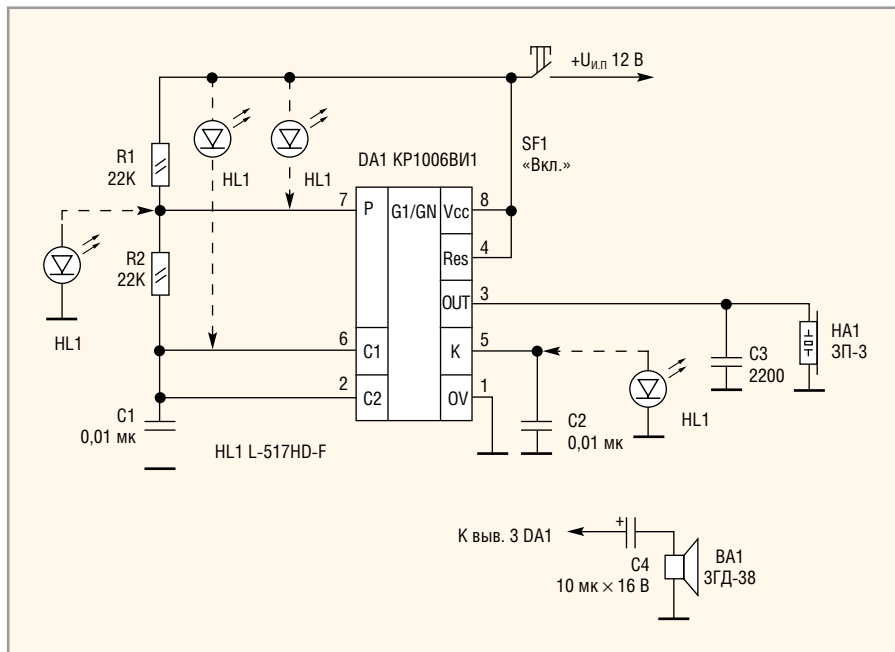 +Uи.п 12 В
SF1
«Вкл.»
R1
22К
HL1
HL1
DA1 КР1006ВИ1
7
P
G1/GN
Vcc
8
Res
4
R2
22К
HL1
OUT
3
6
C1
K
5
2
C2
OV
1
C3
2200
HA1
ЗП-3
C1
0,01 мк
HL1 L-517HD-F
C2
0,01 мк
HL1
К выв. 3 DA1
+
C4
10 мк × 16 В
BA1
3ГД-38